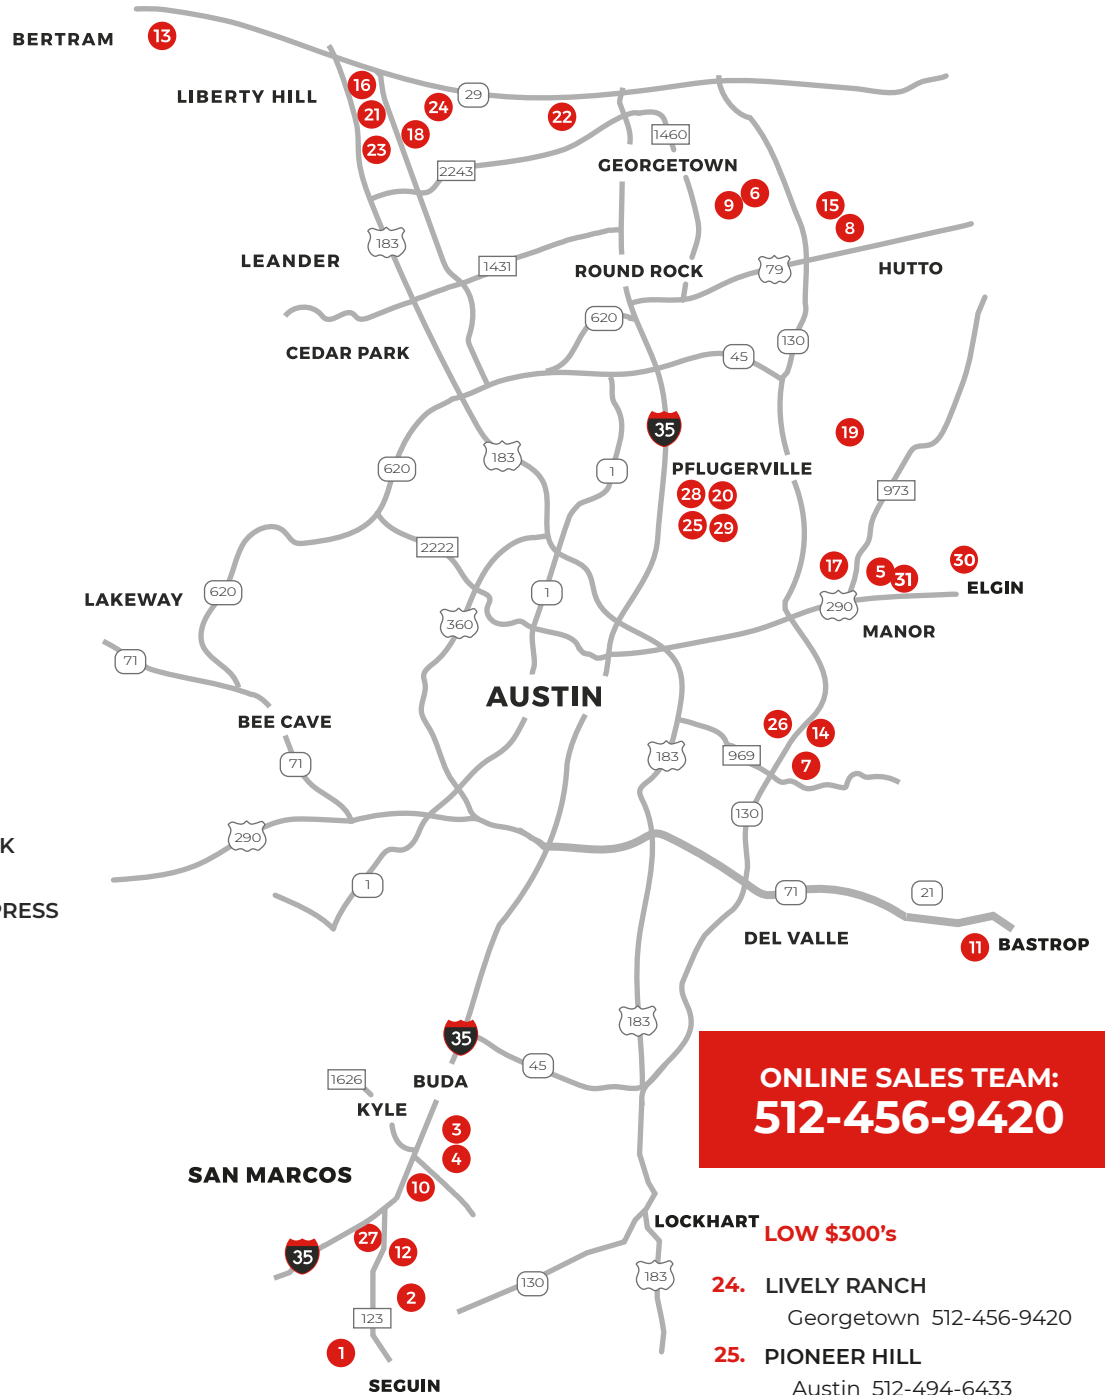 BERTRAM
13
LIBERTY HILL
16
21
24
29
22
18
23
1460
2243
GEORGETOWN
9
6
15
8
183
LEANDER
1431
ROUND ROCK
79
HUTTO
620
CEDAR PARK
45
130
35
19
183
620
1
PFLUGERVILLE
28
20
973
25
29
2222
17
5
31
30
ELGIN
LAKEWAY
620
1
290
360
MANOR
71
AUSTIN
BEE CAVE
26
14
183
969
7
71
130
290
K
1
71
21
PRESS
DEL VALLE
11
BASTROP
183
35
45
1626
BUDA
KYLE
3
4
SAN MARCOS
10
27
12
35
2
130
183
123
1
SEGUIN
LOCKHART
ONLINE SALES TEAM:
512-456-9420
LOW $300's
24. LIVELY RANCH
Georgetown 512-456-9420
25. PIONEER HILL
Austin 512-494-6433